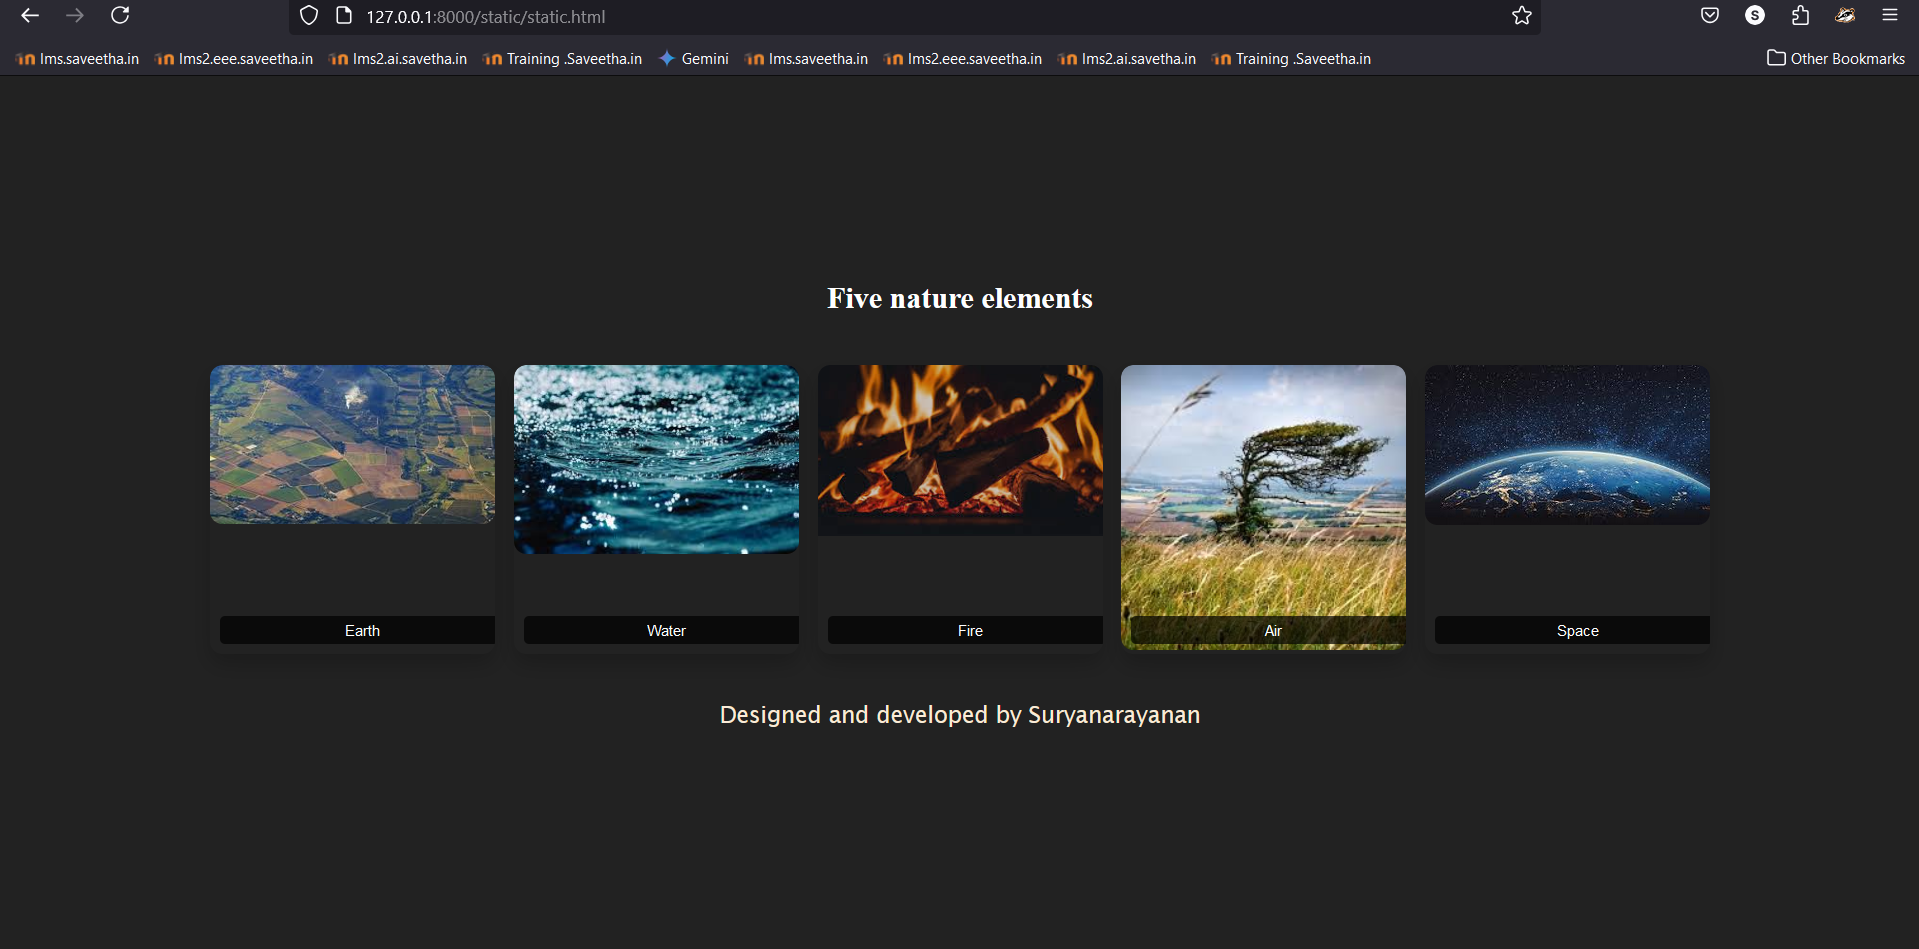 127.0.0.1:8000/static/static.html
lms.saveetha.in lms2.eee.saveetha.in lms2.ai.savetha.in Training .Saveetha.in Gemini lms.saveetha.in lms2.eee.saveetha.in lms2.ai.savetha.in Training .Saveetha.in Other Bookmarks
Five nature elements
Earth Water Fire Air Space
Designed and developed by Suryanarayanan